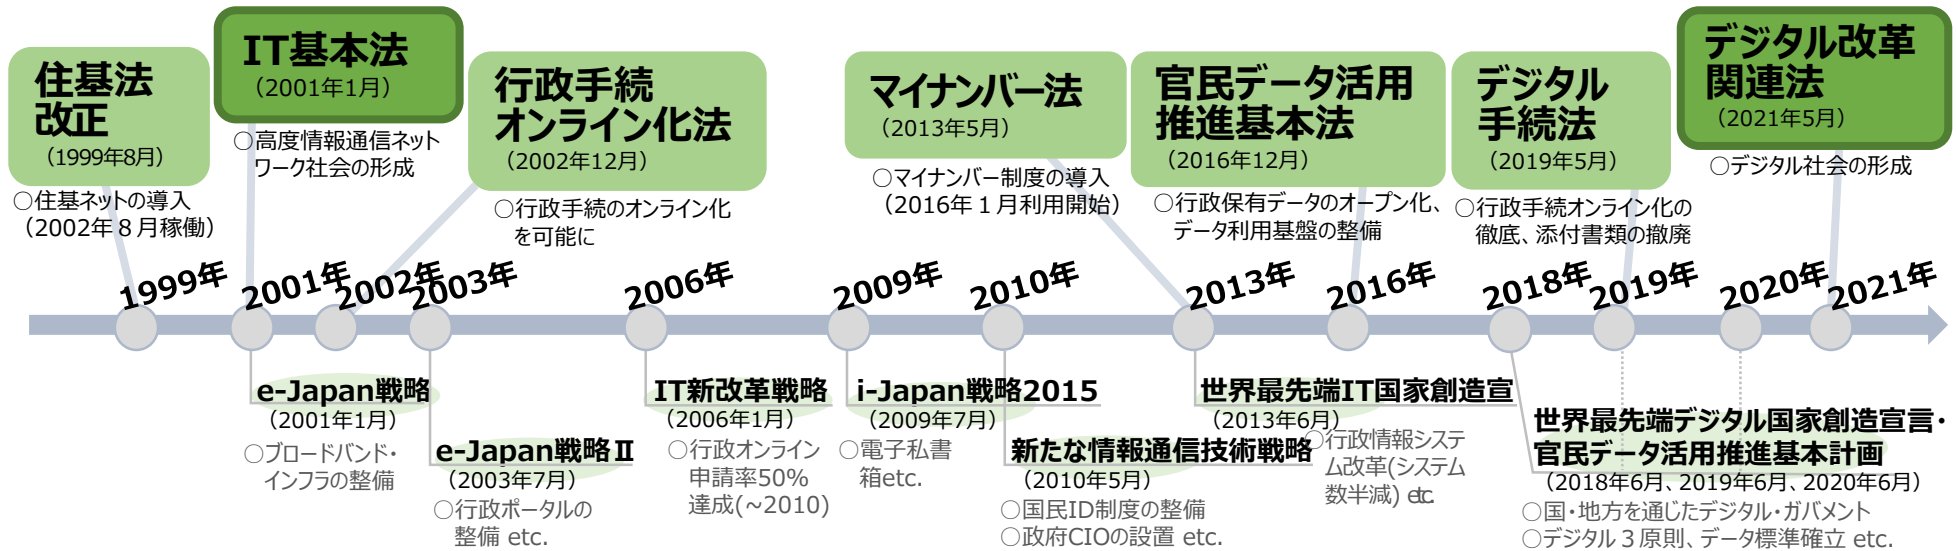 住基法
改正
（1999年8月）
○住基ネットの導入
（2002年８月稼働）
IT基本法
（2001年1月）
○高度情報通信ネット
ワーク社会の形成
行政手続
オンライン化法
（2002年12月）
○行政手続のオンライン化
を可能に
マイナンバー法
（2013年5月）
○マイナンバー制度の導入
（2016年１月利用開始）
官民データ活用
推進基本法
（2016年12月）
○行政保有データのオープン化、
データ利用基盤の整備
デジタル
手続法
（2019年5月）
○行政手続オンライン化の
徹底、添付書類の撤廃
デジタル改革
関連法
（2021年5月）
○デジタル社会の形成
1999年
2001年
2002年
2003年
2006年
2009年
2010年
2013年
2016年
2018年
2019年
2020年
2021年
e-Japan戦略
（2001年1月）
○ブロードバンド・
インフラの整備
e-Japan戦略Ⅱ
（2003年7月）
○行政ポータルの
整備 etc.
IT新改革戦略
（2006年1月）
○行政オンライン
申請率50%
達成(~2010)
i-Japan戦略2015
（2009年7月）
○電子私書
箱etc.
新たな情報通信技術戦略
（2010年5月）
○国民ID制度の整備
○政府CIOの設置 etc.
世界最先端IT国家創造宣
（2013年6月）
○行政情報システ
ム改革(システム
数半減) etc.
世界最先端デジタル国家創造宣言・
官民データ活用推進基本計画
（2018年6月、2019年6月、2020年6月）
○国・地方を通じたデジタル・ガバメント
○デジタル３原則、データ標準確立 etc.